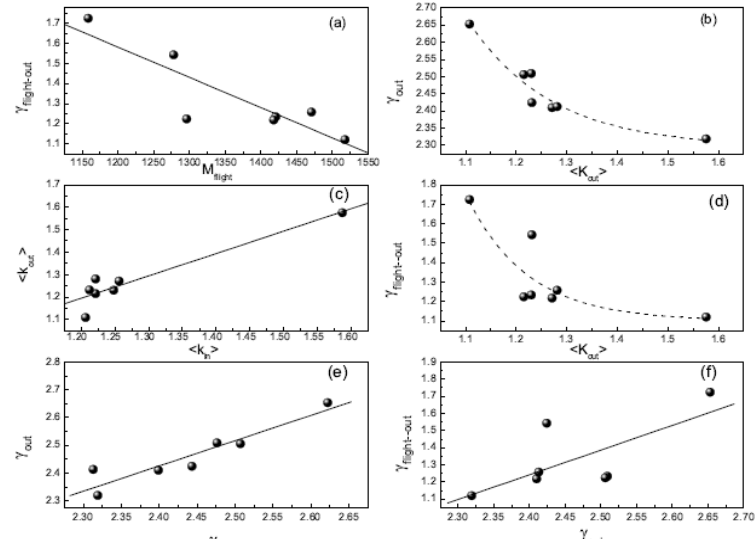 (a)
γflight-out
1.7
1.6
1.5
1.4
1.3
1.2
1.1
1150 1200 1250 1300 1350 1400 1450 1500 1550
Mflight
(b)
γout
2.70
2.65
2.60
2.55
2.50
2.45
2.40
2.35
2.30
1.1 1.2 1.3 1.4 1.5 1.6
<Kout>
(c)
<kout>
1.7
1.6
1.5
1.4
1.3
1.2
1.1
1.20 1.25 1.30 1.35 1.40 1.45 1.50 1.55 1.60
<kin>
(d)
γflight--out
1.8
1.7
1.6
1.5
1.4
1.3
1.2
1.1
1.1 1.2 1.3 1.4 1.5 1.6
<Kout>
(e)
γout
2.8
2.7
2.6
2.5
2.4
2.3
2.30 2.35 2.40 2.45 2.50 2.55 2.60 2.65
(f)
γflight--out
1.9
1.8
1.7
1.6
1.5
1.4
1.3
1.2
1.1
2.30 2.35 2.40 2.45 2.50 2.55 2.60 2.65 2.70
γ